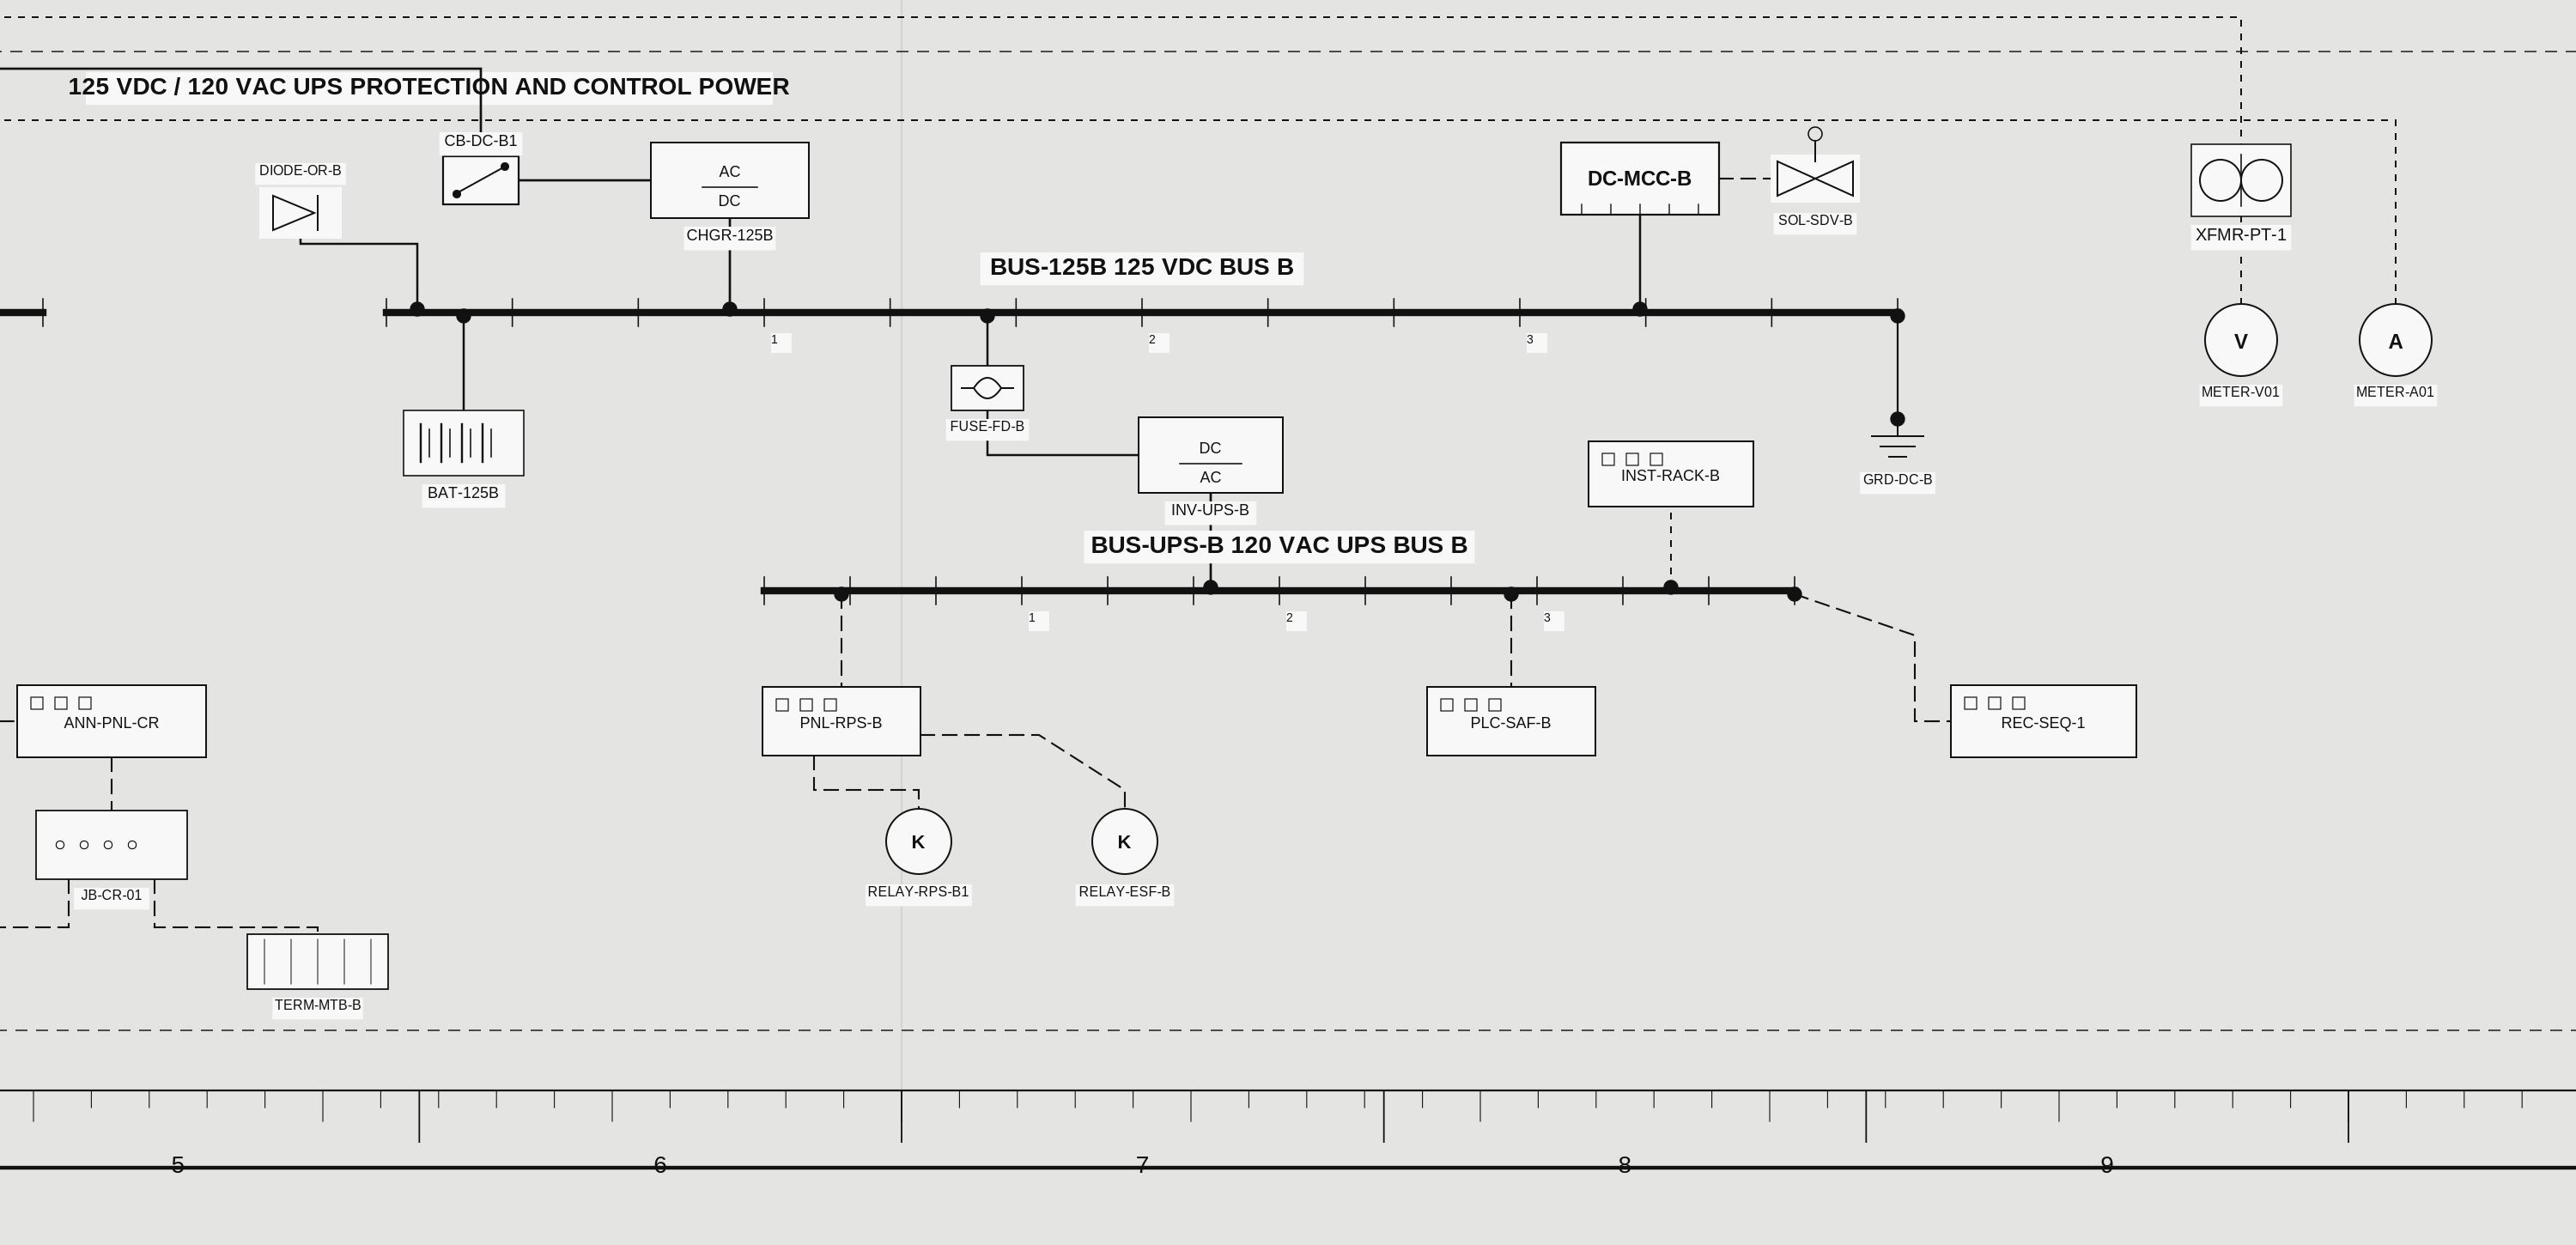 125 VDC / 120 VAC UPS PROTECTION AND CONTROL POWER
CB-DC-B1
DIODE-OR-B
AC
DC
CHGR-125B
DC-MCC-B
SOL-SDV-B
XFMR-PT-1
BUS-125B 125 VDC BUS B
1
2
3
V
A
METER-V01
METER-A01
FUSE-FD-B
BAT-125B
DC
AC
INV-UPS-B
INST-RACK-B
GRD-DC-B
BUS-UPS-B 120 VAC UPS BUS B
1
2
3
ANN-PNL-CR
PNL-RPS-B
PLC-SAF-B
REC-SEQ-1
K
K
JB-CR-01
RELAY-RPS-B1
RELAY-ESF-B
TERM-MTB-B
5
6
7
8
9